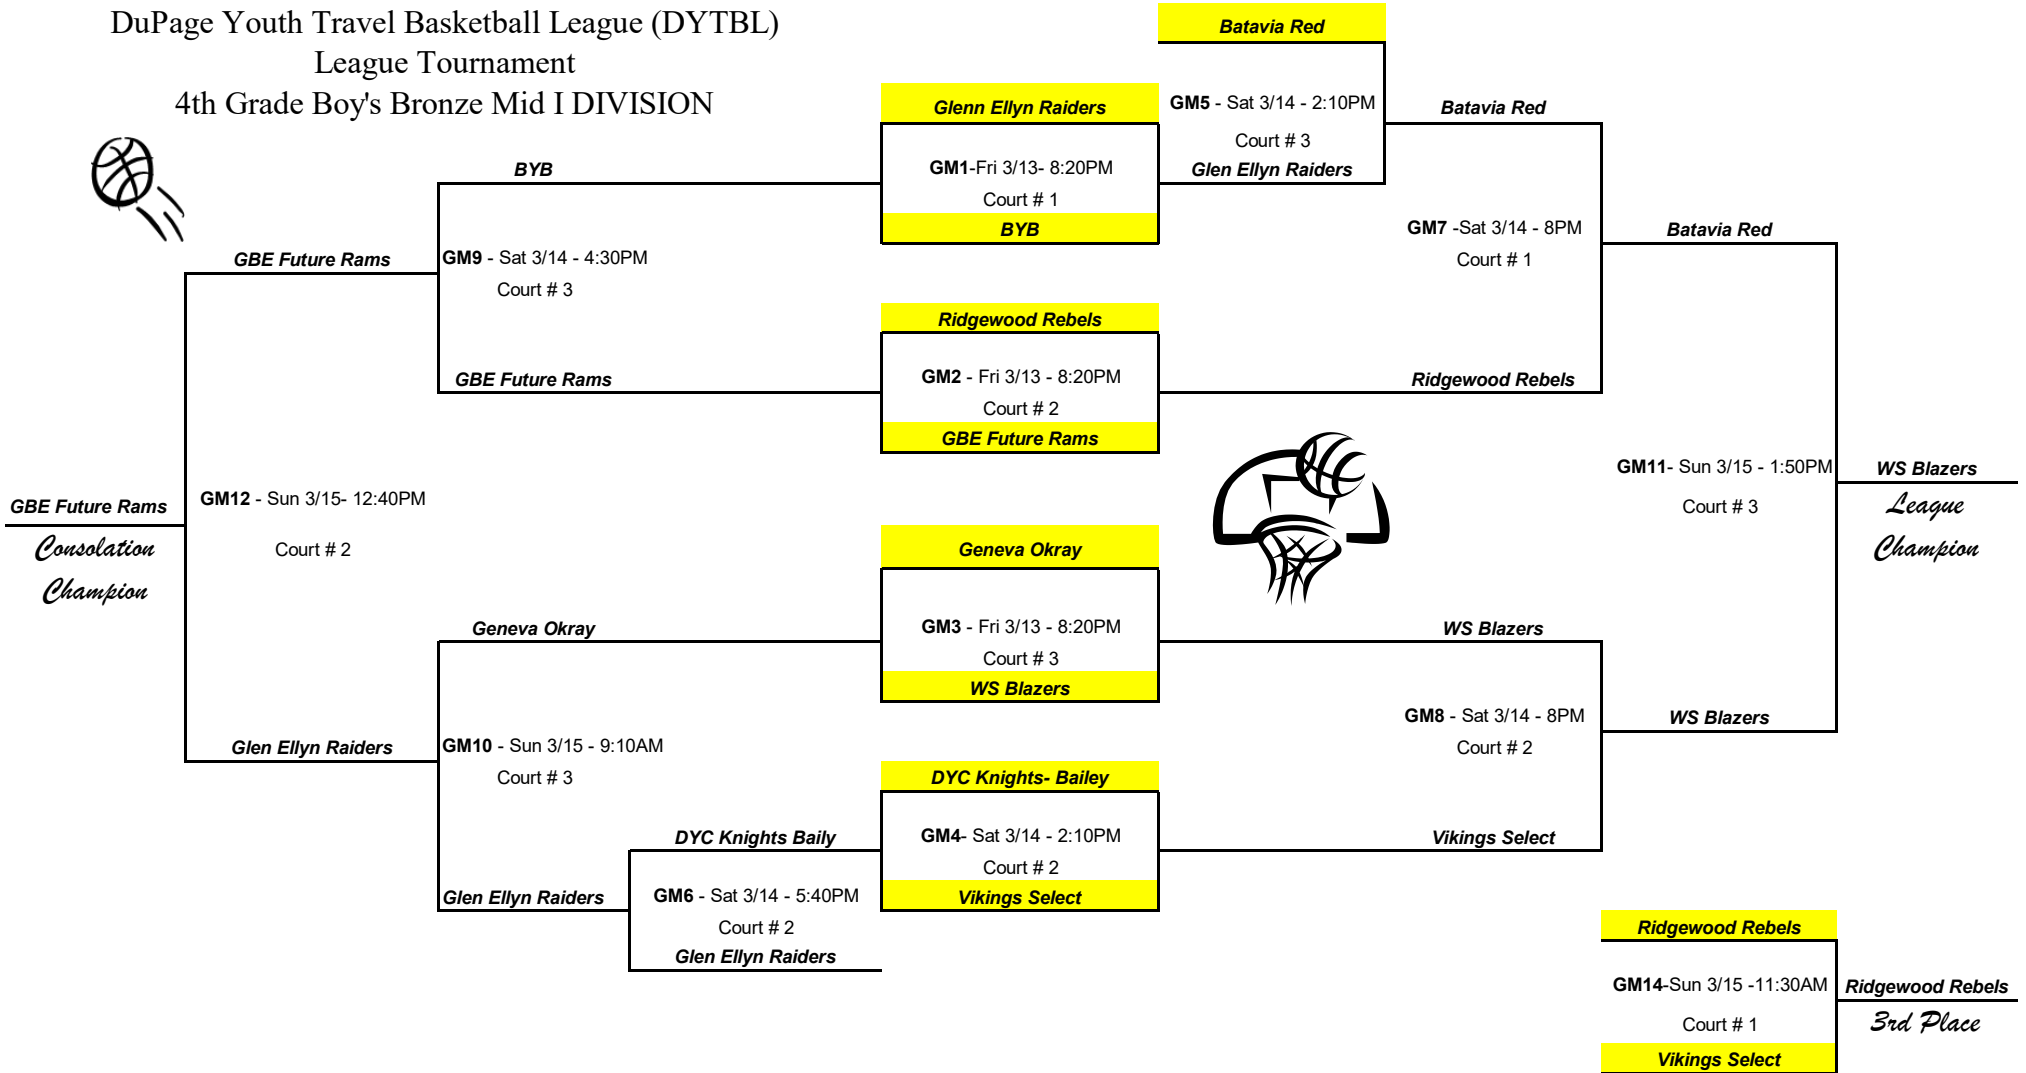 DuPage Youth Travel Basketball League (DYTBL)
League Tournament
4th Grade Boy's Bronze Mid I DIVISION
Batavia Red
Glenn Ellyn Raiders
GM5 - Sat 3/14 - 2:10PM
Court # 3
Glen Ellyn Raiders
Batavia Red
BYB
GM1-Fri 3/13- 8:20PM
Court # 1
BYB
GM7 -Sat 3/14 - 8PM
Court # 1
Batavia Red
GBE Future Rams
GM9 - Sat 3/14 - 4:30PM
Court # 3
Ridgewood Rebels
GBE Future Rams
GM2 - Fri 3/13 - 8:20PM
Court # 2
GBE Future Rams
Ridgewood Rebels
GM11- Sun 3/15 - 1:50PM
Court # 3
WS Blazers
League
Champion
GBE Future Rams
Consolation
Champion
GM12 - Sun 3/15- 12:40PM
Court # 2
Geneva Okray
Geneva Okray
GM3 - Fri 3/13 - 8:20PM
Court # 3
WS Blazers
WS Blazers
GM8 - Sat 3/14 - 8PM
Court # 2
WS Blazers
Glen Ellyn Raiders
GM10 - Sun 3/15 - 9:10AM
Court # 3
DYC Knights- Bailey
DYC Knights Baily
GM4- Sat 3/14 - 2:10PM
Court # 2
Vikings Select
Vikings Select
Glen Ellyn Raiders
GM6 - Sat 3/14 - 5:40PM
Court # 2
Glen Ellyn Raiders
Ridgewood Rebels
GM14-Sun 3/15 -11:30AM
Court # 1
Vikings Select
Ridgewood Rebels
3rd Place